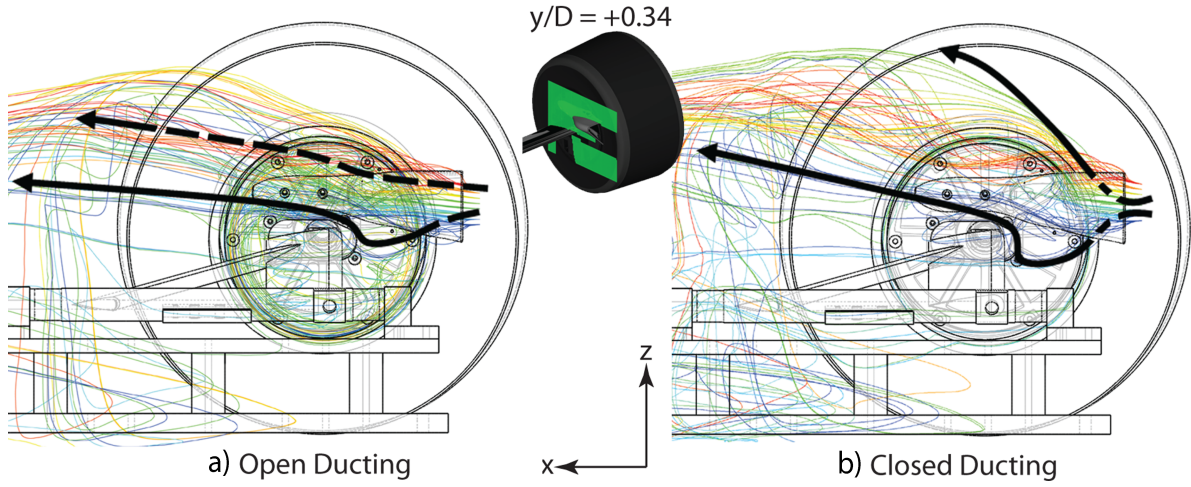 y/D = +0.34
z
x
a) Open Ducting
b) Closed Ducting